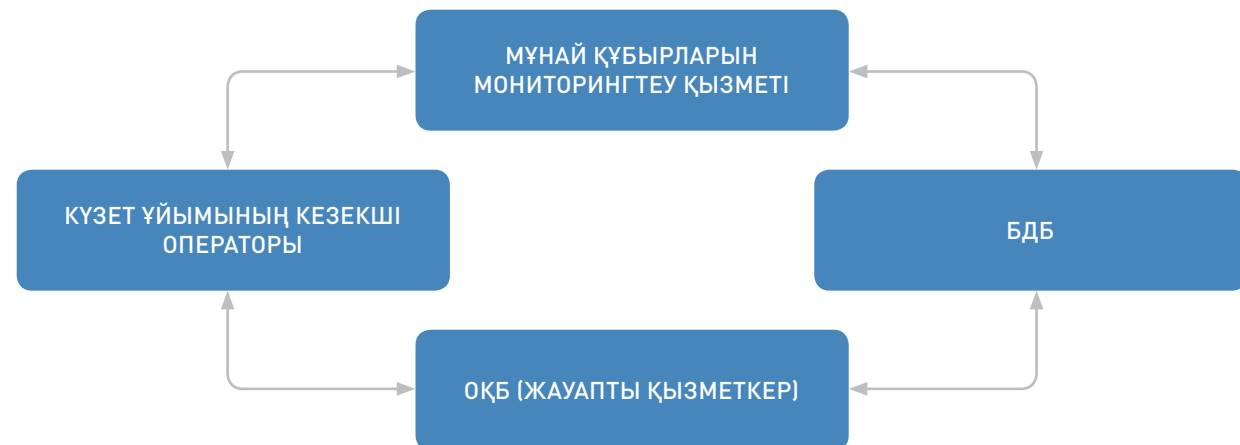 МҰНАЙ ҚҰБЫРЛАРЫН
МОНИТОРИНГТЕУ ҚЫЗМЕТІ
КҮЗЕТ ҰЙЫМЫНЫҢ КЕЗЕКШІ
ОПЕРАТОРЫ
БДБ
ОҚБ (ЖАУАПТЫ ҚЫЗМЕТКЕР)